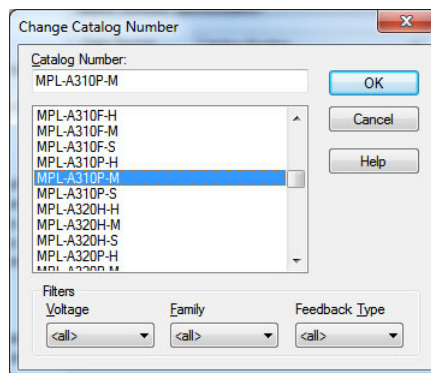 Change Catalog Number
Catalog Number:
MPL-A310P-M
OK
MPL-A310F-H
MPL-A310F-M
MPL-A310F-S
MPL-A310P-H
MPL-A310P-M
MPL-A310P-S
MPL-A320H-H
MPL-A320H-M
MPL-A320H-S
MPL-A320P-H
MPL-A320P-M
Cancel
Help
Filters
Voltage Family Feedback Type
<all> <all> <all>